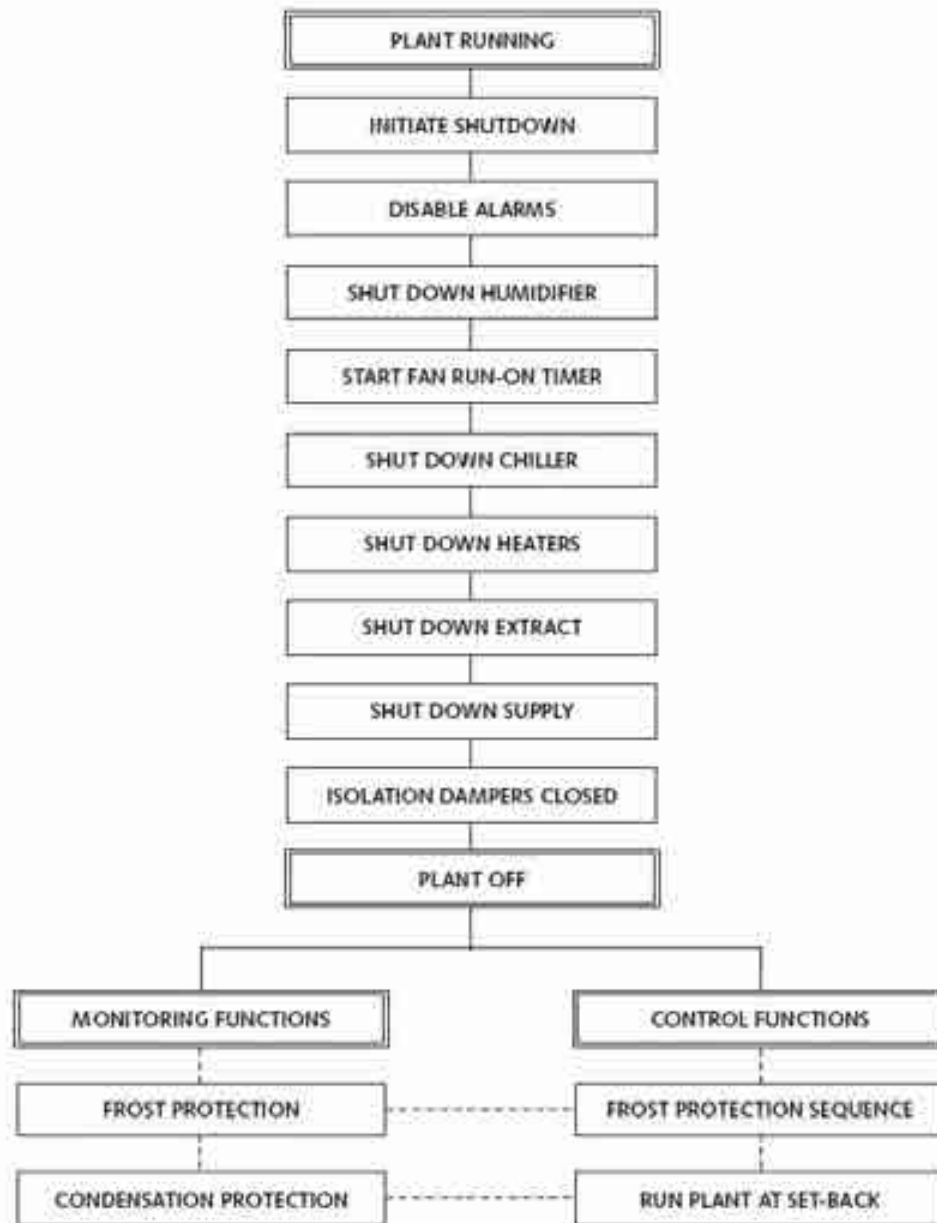 PLANT RUNNING
INITIATE SHUTDOWN
DISABLE ALARMS
SHUT DOWN HUMIDIFIER
START FAN RUN-ON TIMER
SHUT DOWN CHILLER
SHUT DOWN HEATERS
SHUT DOWN EXTRACT
SHUT DOWN SUPPLY
ISOLATION DAMPERS CLOSED
PLANT OFF
MONITORING FUNCTIONS
CONTROL FUNCTIONS
FROST PROTECTION
FROST PROTECTION SEQUENCE
CONDENSATION PROTECTION
RUN PLANT AT SET-BACK